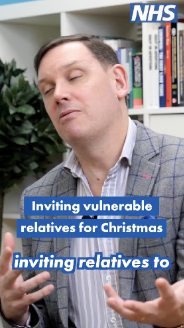 NHS
Inviting vulnerable
relatives for Christmas
inviting relatives to